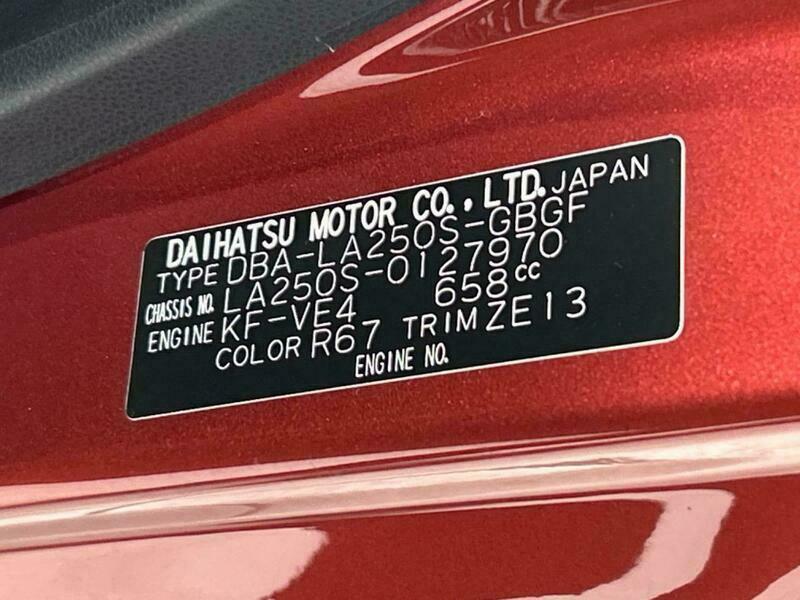 DAIHATSU MOTOR CO., LTD. JAPAN
TYPE DBA-LA250S-GBGF
CHASSIS NO. LA250S-0127970
ENGINE KF-VE4 658cc
COLOR R67 TRIM ZE13
ENGINE NO.